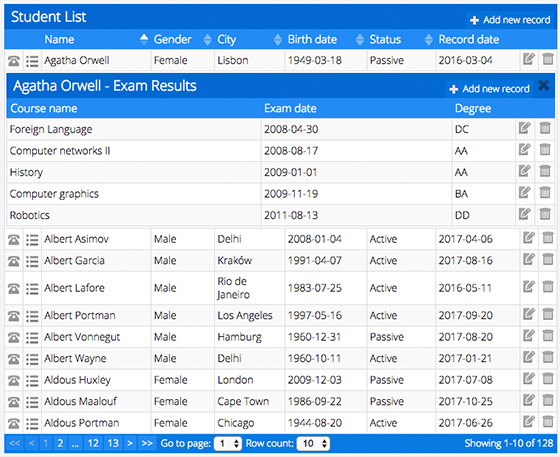 Student List + Add new record
Name Gender City Birth date Status Record date
Agatha Orwell Female Lisbon 1949-03-18 Passive 2016-03-04
Agatha Orwell - Exam Results + Add new record
Course name Exam date Degree
Foreign Language 2008-04-30 DC
Computer networks II 2008-08-17 AA
History 2009-01-01 AA
Computer graphics 2009-11-19 BA
Robotics 2011-08-13 DD
Albert Asimov Male Delhi 2008-01-04 Active 2017-04-06
Albert Garcia Male Kraków 1991-04-07 Active 2017-08-16
Albert Lafore Male Rio de Janeiro 1983-07-25 Active 2016-05-11
Albert Portman Male Los Angeles 1997-05-16 Active 2017-09-20
Albert Vonnegut Male Hamburg 1960-12-31 Passive 2017-08-20
Albert Wayne Male Delhi 1960-10-11 Active 2017-01-21
Aldous Huxley Female London 2009-12-03 Passive 2017-07-08
Aldous Maalouf Female Cape Town 1986-09-22 Passive 2017-10-25
Aldous Portman Female Chicago 1944-08-20 Active 2017-06-26
<< < 1 2 ... 12 13 > >> Go to page: 1 Row count: 10 Showing 1-10 of 128